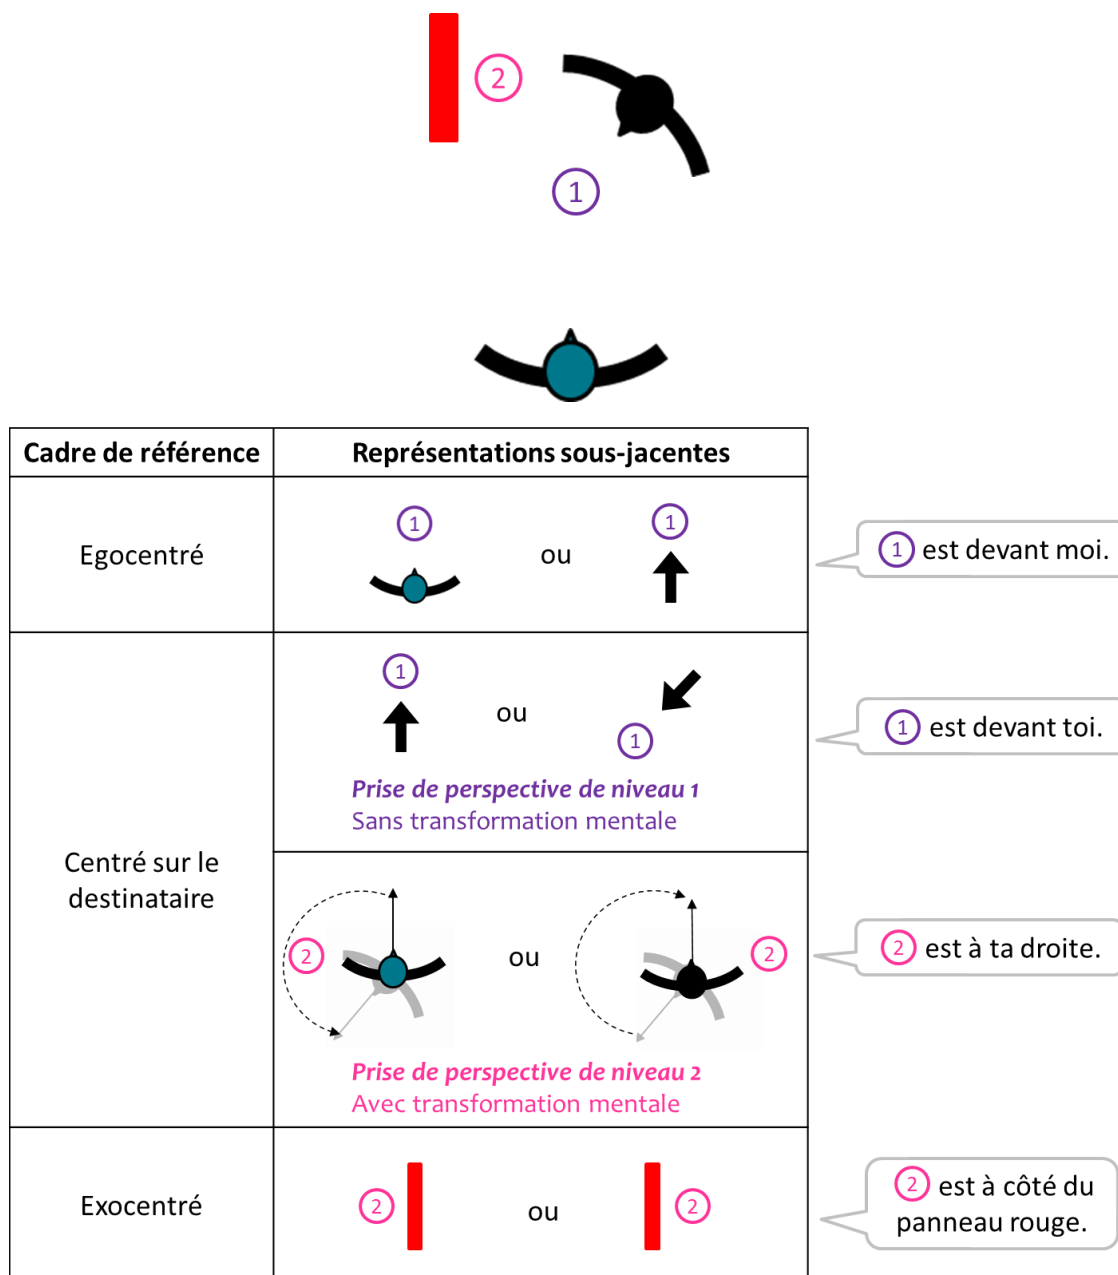 2
1
Cadre de référence
Représentations sous-jacentes
Egocentré
1
ou
1
1 est devant moi.
Centré sur le
destinataire
1
ou
1
Prise de perspective de niveau 1
Sans transformation mentale
1 est devant toi.
2
ou
2
Prise de perspective de niveau 2
Avec transformation mentale
2 est à ta droite.
Exocentré
2
ou
2
2 est à côté du
panneau rouge.